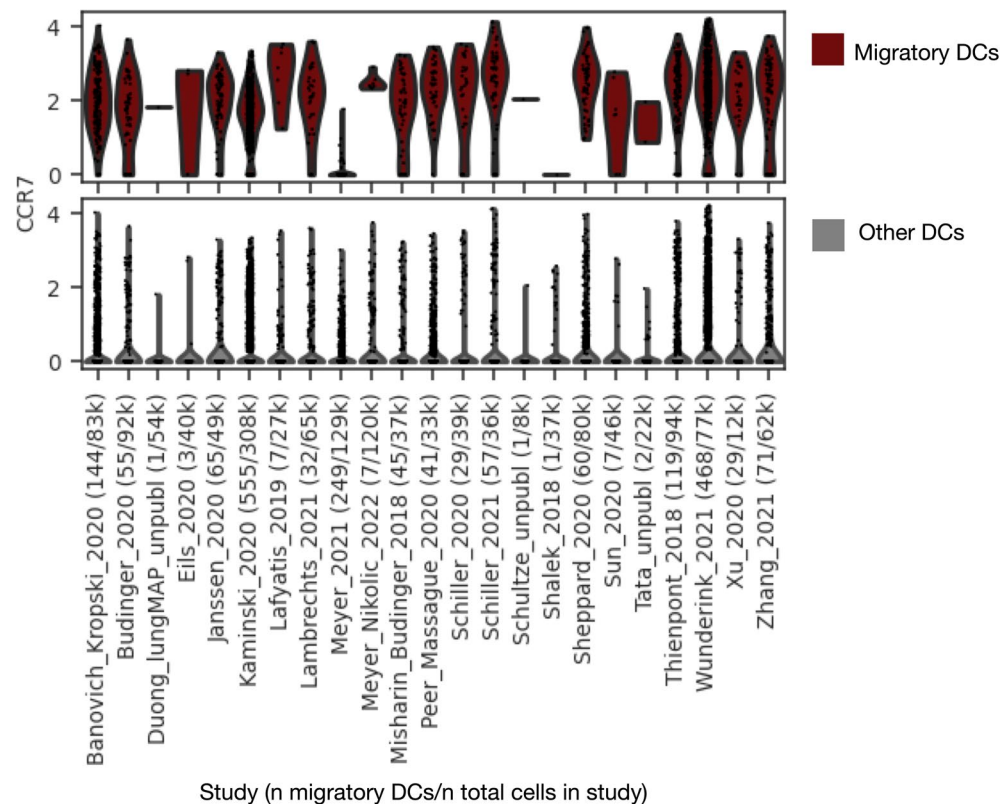 4
2
0
Migratory DCs
CCR7
4
2
0
Other DCs
Banovich_Kropski_2020 (144/83k)
Budinger_2020 (55/92k)
Duong_lungMAP_unpubl (1/54k)
Eils_2020 (3/40k)
Janssen_2020 (65/49k)
Kaminski_2020 (555/308k)
Lafyatis_2019 (7/27k)
Lambrechts_2021 (32/65k)
Meyer_2021 (249/129k)
Meyer_Nikolic_2022 (7/120k)
Misharin_Budinger_2018 (45/37k)
Peer_Massague_2020 (41/33k)
Schiller_2020 (29/39k)
Schiller_2021 (57/36k)
Schultze_unpubl (1/8k)
Shalek_2018 (1/37k)
Sheppard_2020 (60/80k)
Sun_2020 (7/46k)
Tata_unpubl (2/22k)
Thienpont_2018 (119/94k)
Wunderink_2021 (468/77k)
Xu_2020 (29/12k)
Zhang_2021 (71/62k)
Study (n migratory DCs/n total cells in study)